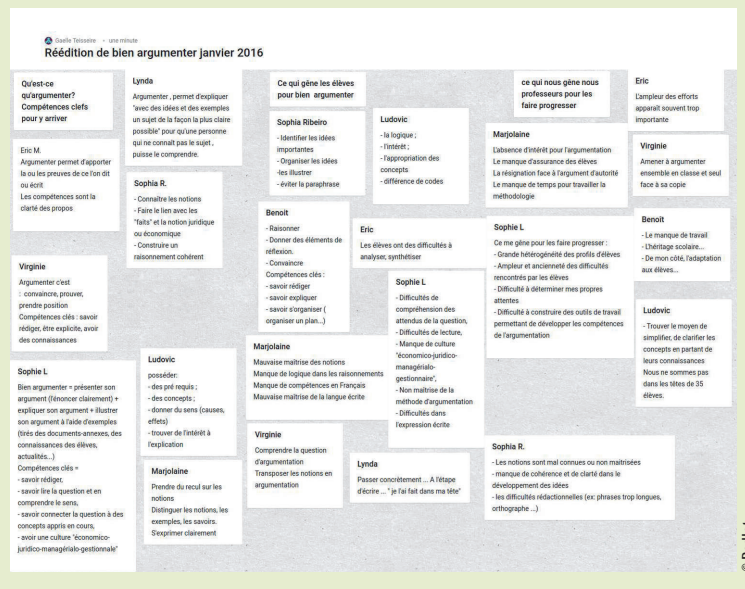 Gaelle Teisseire - une minute
Réédition de bien argumenter janvier 2016
Qu'est-ce
qu'argumenter?
Compétences clefs
pour y arriver
Eric M.
Argumenter permet d'apporter
la ou les preuves de ce l'on dit
ou écrit
Les compétences sont la
clarté des propos
Virginie
Argumenter c'est
: convaincre, prouver,
prendre position
Compétences clés : savoir
rédiger, être explicite, avoir
des connaissances
Sophie L
Bien argumenter = présenter son
argument (l'énoncer clairement) +
expliquer son argument + illustrer
son argument à l'aide d'exemples
(tirés des documents-annexes, des
connaissances des élèves,
actualités...)
Compétences clés =
- savoir rédiger,
- savoir lire la question et en
comprendre le sens,
- savoir connecter la question à des
concepts appris en cours,
- avoir une culture "économico-
juridico-managérialo-gestionnale"
Lynda
Argumenter , permet d'expliquer
"avec des idées et des exemples
un sujet de la façon la plus claire
possible" pour qu'une personne
qui ne connaît pas le sujet ,
puisse le comprendre.
Sophia R.
- Connaître les notions
- Faire le lien avec les
"faits" et la notion juridique
ou économique
- Construire un
raisonnement cohérent
Ludovic
posséder:
- des pré requis ;
- des concepts ;
- donner du sens (causes,
effets)
- trouver de l'intérêt à
l'explication
Marjolaine
Prendre du recul sur les
notions
Distinguer les notions, les
exemples, les savoirs.
S'exprimer clairement
Ce qui gêne les élèves
pour bien argumenter
Sophia Ribeiro
- Identifier les idées
importantes
- Organiser les idées
-les illustrer
- éviter la paraphrase
Ludovic
- la logique ;
- l'intérêt ;
- l'appropriation des
concepts
- différence de codes
Benoit
- Raisonner
- Donner des éléments de
réflexion.
- Convaincre
Compétences clés :
- savoir rédiger
- savoir expliquer
- savoir s'organiser (
organiser un plan...)
Eric
Les élèves ont des difficultés à
analyser, synthétiser
Sophie L
- Difficultés de
compréhension des
attendus de la question,
- Difficultés de lecture,
- Manque de culture
"économico-juridico-
managérialo-
gestionnaire",
- Non maîtrise de la
méthode d'argumentation
- Difficultés dans
l'expression écrite
Marjolaine
Mauvaise maîtrise des notions
Manque de logique dans les raisonnements
Manque de compétences en Français
Mauvaise maîtrise de la langue écrite
Virginie
Comprendre la question
d'argumentation
Transposer les notions en
argumentation
Lynda
Passer concrètement ... A l'étape
d'écrire ... " je l'ai fait dans ma tête"
ce qui nous gêne nous
professeurs pour les
faire progresser
Eric
L'ampleur des efforts
apparaît souvent trop
importante
Marjolaine
L'absence d'intérêt pour l'argumentation
Le manque d'assurance des élèves
La résignation face à l'argument d'autorité
Le manque de temps pour travailler la
méthodologie
Virginie
Amener à argumenter
ensemble en classe et seul
face à sa copie
Sophie L
Ce me gêne pour les faire progresser :
- Grande hétérogénéité des profils d'élèves
- Ampleur et ancienneté des difficultés
rencontrés par les élèves
- Difficulté à déterminer mes propres
attentes
- Difficulté à construire des outils de travail
permettant de développer les compétences
de l'argumentation
Benoit
- Le manque de travail
- L'héritage scolaire...
- De mon côté, l'adaptation
aux élèves...
Ludovic
- Trouver le moyen de
simplifier, de clarifier les
concepts en partant de
leurs connaissances
Nous ne sommes pas
dans les têtes de 35
élèves.
Sophia R.
- Les notions sont mal connues ou non maitrisées
- manque de cohérence et de clarté dans le
développement des idées
- les difficultés rédactionnelles (ex: phrases trop longues,
orthographe ...)